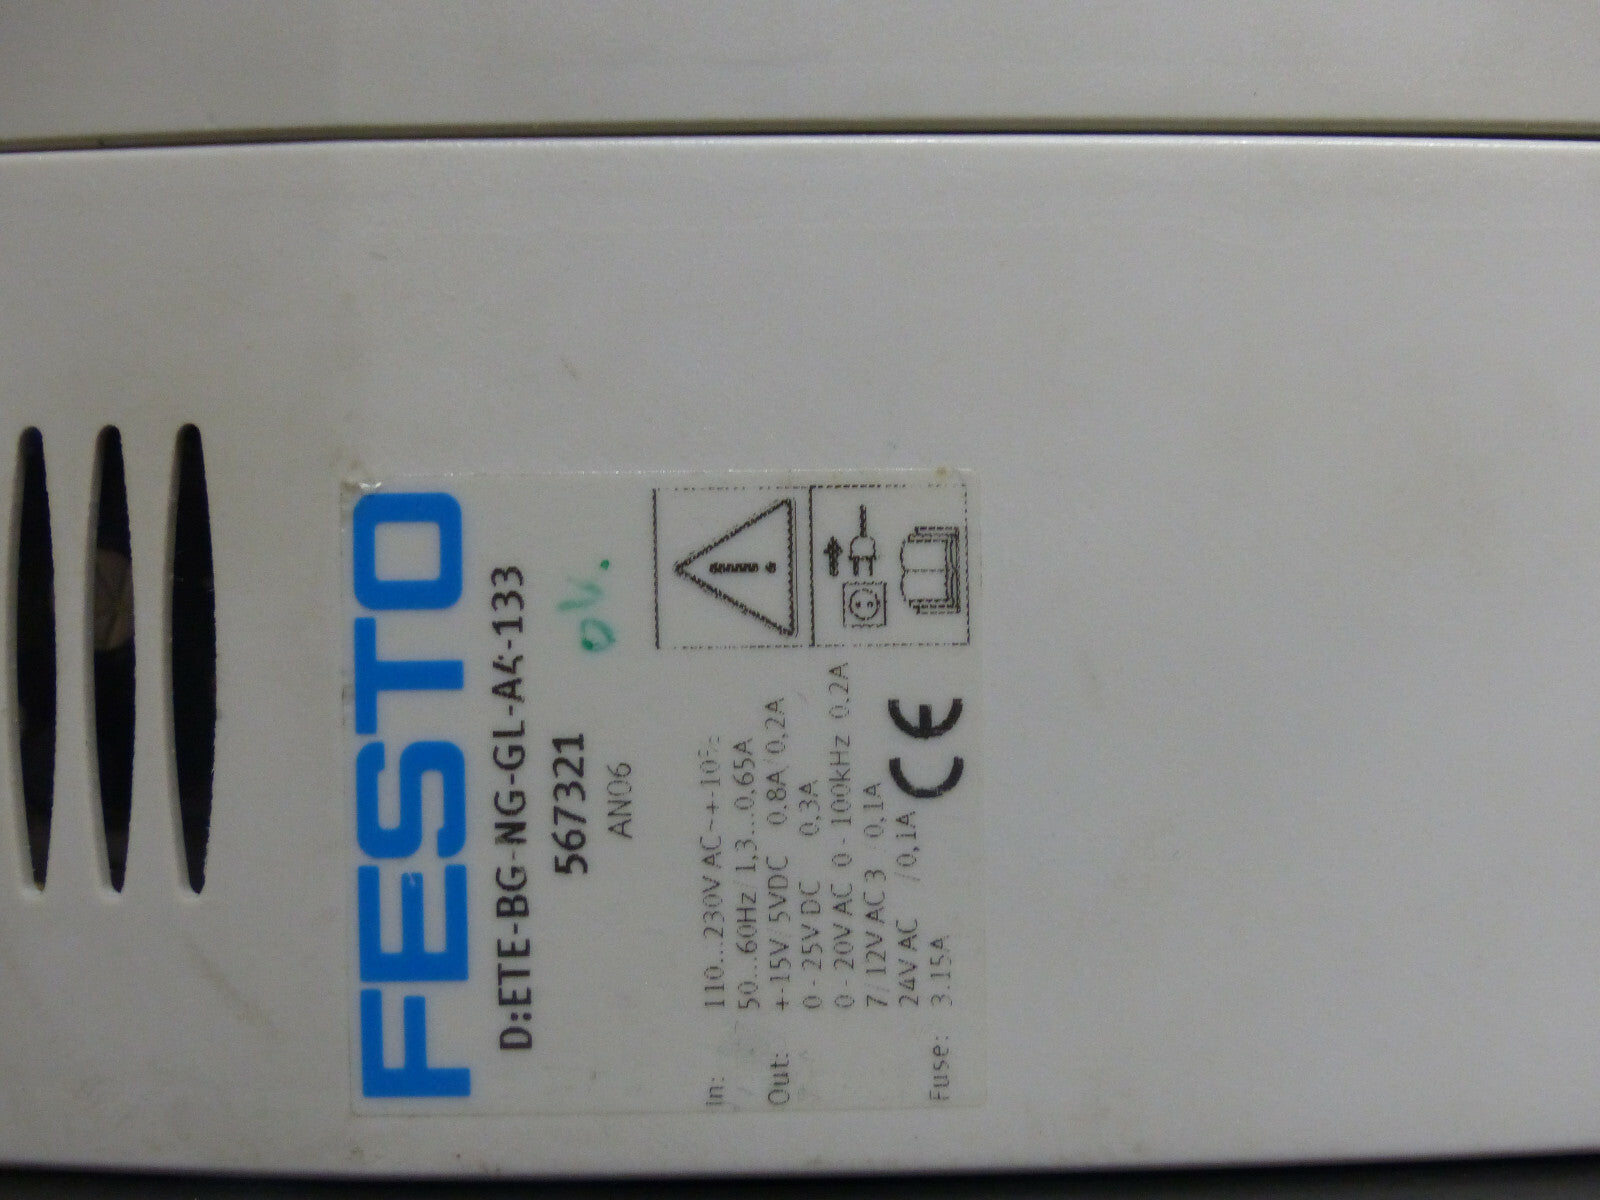 FESTO
D:ETE-BG-NG-GL-A4-133
567321
AN06
ok.
In: 110...230V AC~+-10%
50...60Hz/1,3...0,65A
Out: +-15V/5VDC 0.8A/0,2A
0 - 25V DC 0,3A
0 - 20V AC 0 - 100kHz 0.2A
7/12V AC 3 /0,1A
24V AC /0,1A
Fuse: 3.15A
CE